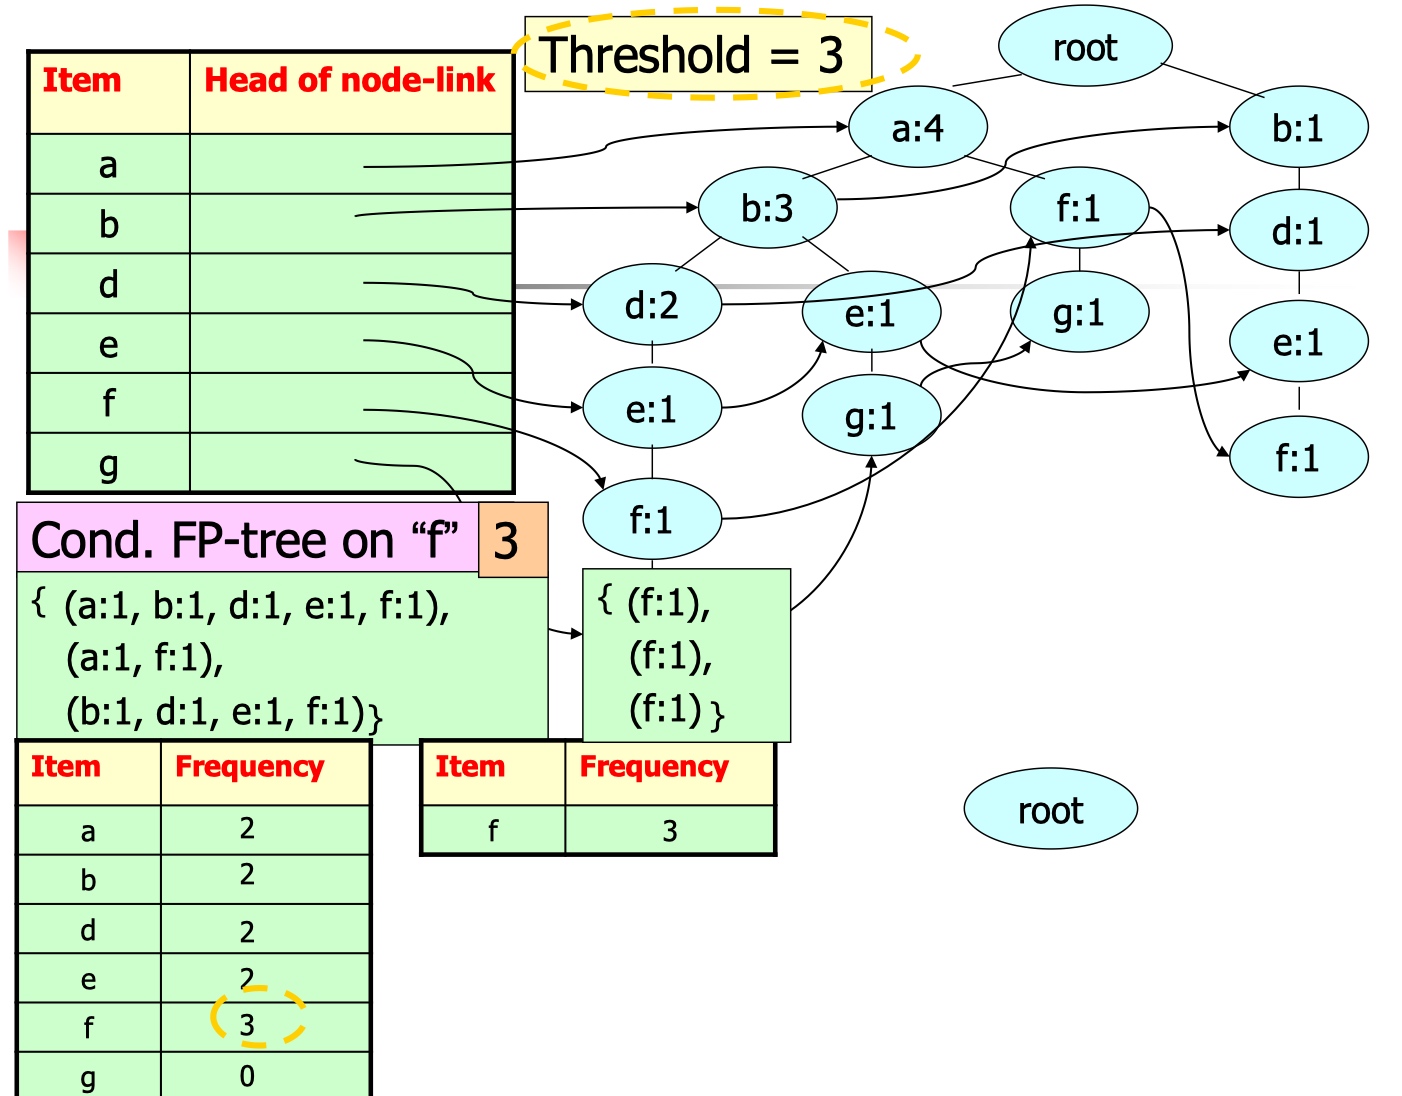 Threshold = 3
Item Head of node-link
a
b
d
e
f
g
root
a:4 b:1
b:3 f:1 d:1
d:2 e:1 g:1 e:1
e:1 g:1 f:1
f:1
Cond. FP-tree on “f” 3
{ (a:1, b:1, d:1, e:1, f:1),
(a:1, f:1),
(b:1, d:1, e:1, f:1)}
{ (f:1),
(f:1),
(f:1) }
Item Frequency
a 2
b 2
d 2
e 2
f 3
g 0
Item Frequency
f 3
root